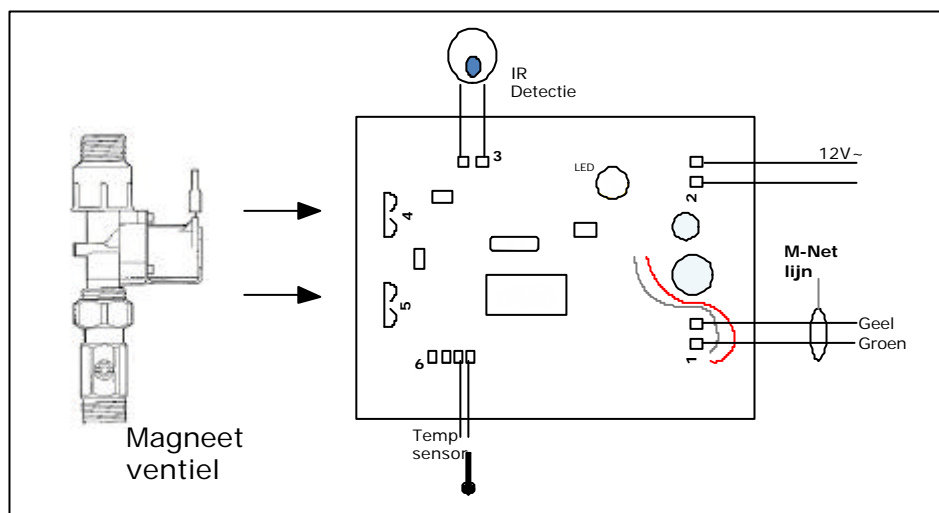 IR
Detectie
3
LED
12V~
2
4
M-Net
lijn
5
Geel
Groen
1
6
Temp
sensor
Magneet
ventiel